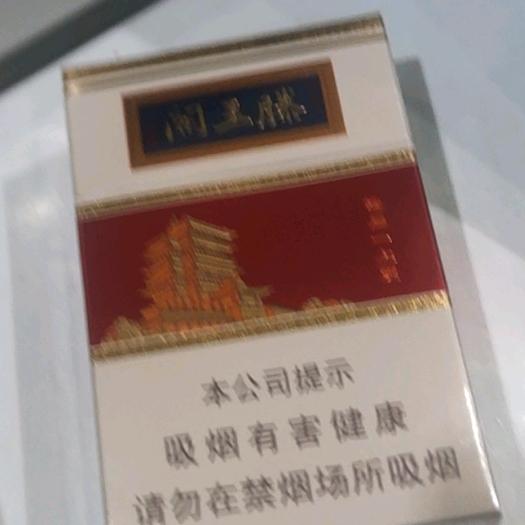 滕王閣
本公司提示
吸烟有害健康
请勿在禁烟场所吸烟